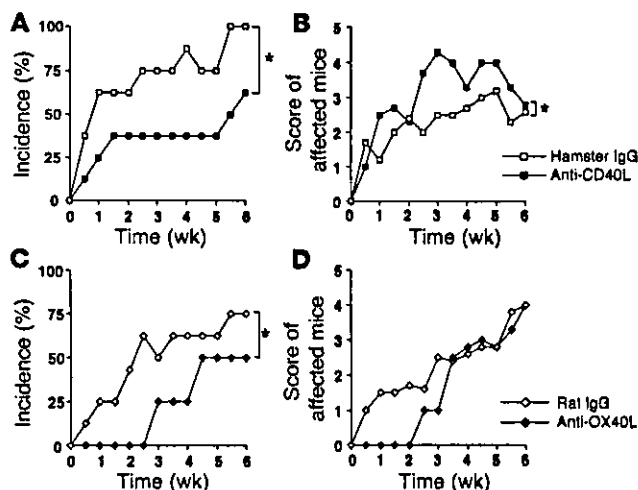 A
Incidence (%)
100
75
50
25
0
*
0 1 2 3 4 5 6
Time (wk)
B
Score of
affected mice
5
4
3
2
1
0
*
Hamster IgG
Anti-CD40L
0 1 2 3 4 5 6
Time (wk)
C
Incidence (%)
100
75
50
25
0
*
0 1 2 3 4 5 6
Time (wk)
D
Score of
affected mice
5
4
3
2
1
0
Rat IgG
Anti-OX40L
0 1 2 3 4 5 6
Time (wk)